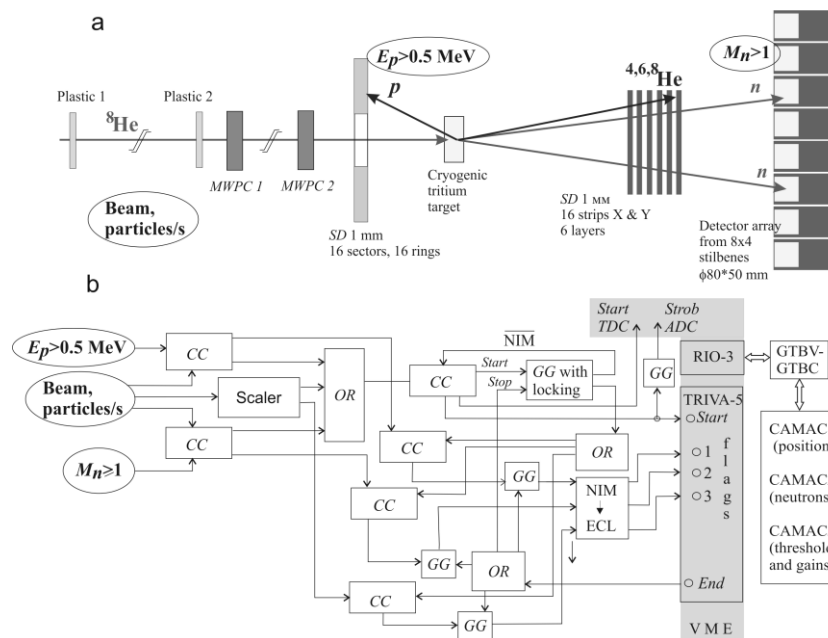 a
Ep>0.5 MeV
Mn>1
4,6,8He
Plastic 1
Plastic 2
8He
p
n
n
MWPC 1
MWPC 2
Cryogenic
tritium
target
Beam,
particles/s
SD 1 mm
16 sectors, 16 rings
SD 1 мм
16 strips X & Y
6 layers
Detector array
from 8x4
stilbenes
ϕ80*50 mm
b
Start
TDC
Strob
ADC
NIM
Ep>0.5 MeV
CC
Beam,
particles/s
Scaler
OR
CC
Start
Stop
GG with
locking
GG
RIO-3
GTBV-
GTBC
TRIVA-5
Start
CC
Mn≥1
CC
OR
1
2
3
f
l
a
g
s
CAMAC
(position
CAMAC
(neutrons
CAMAC
(threshold
and gains
CC
GG
NIM
ECL
GG
OR
CC
GG
End
V M E